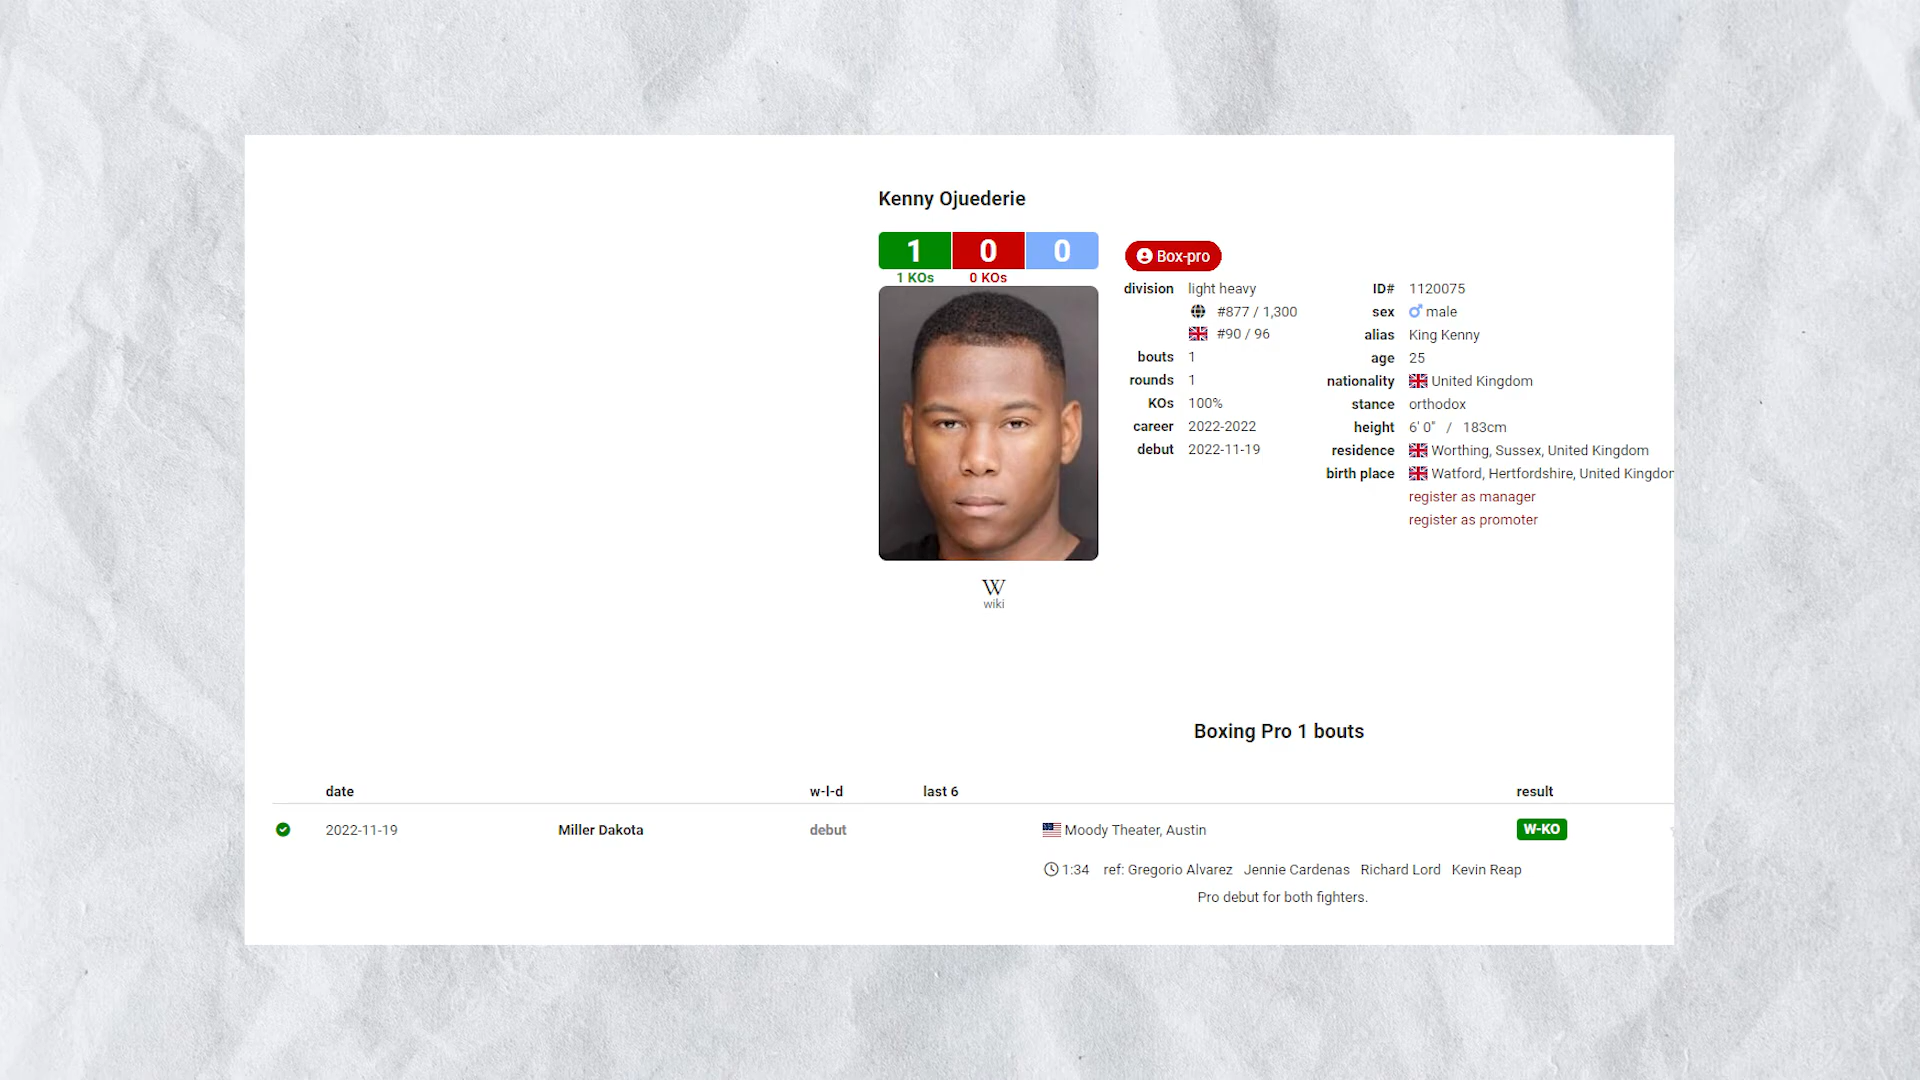 Kenny Ojuederie
1 0 0
1 KOs 0 KOs
Box-pro
division light heavy
#877 / 1,300
#90 / 96
bouts 1
rounds 1
KOs 100%
career 2022-2022
debut 2022-11-19
ID# 1120075
sex male
alias King Kenny
age 25
nationality United Kingdom
stance orthodox
height 6' 0" / 183cm
residence Worthing, Sussex, United Kingdom
birth place Watford, Hertfordshire, United Kingdon
register as manager
register as promoter
W
wiki
Boxing Pro 1 bouts
date w-l-d last 6 result
2022-11-19 Miller Dakota debut Moody Theater, Austin W-KO
1:34 ref: Gregorio Alvarez Jennie Cardenas Richard Lord Kevin Reap
Pro debut for both fighters.